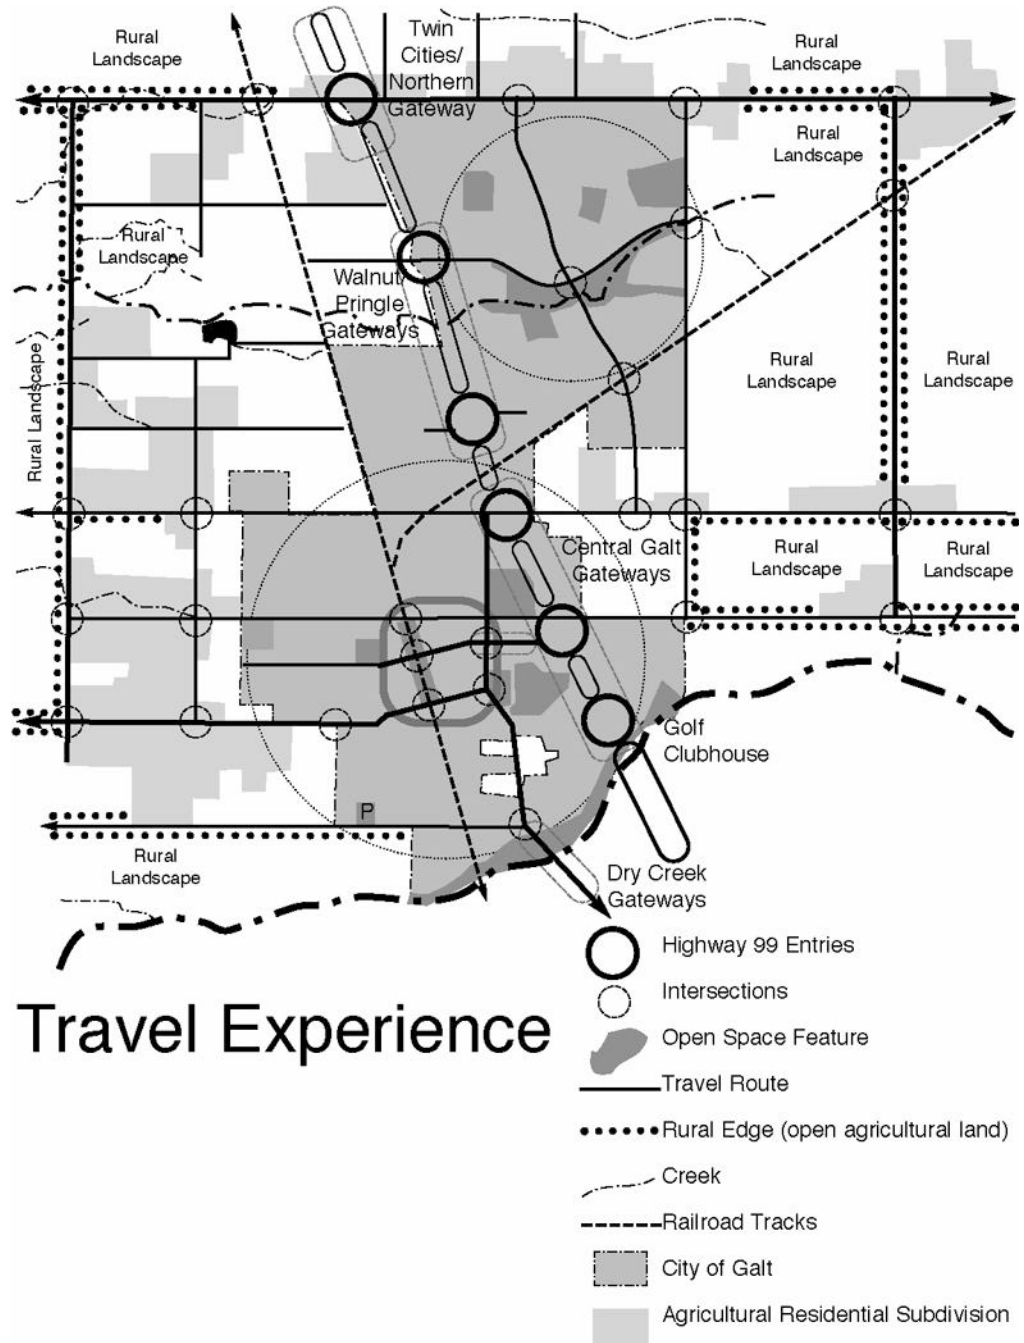 Twin
Cities/
Northern
Gateway
Rural
Landscape
Rural
Landscape
Rural
Landscape
Rural
Landscape
Walnut/
Pringle
Gateways
Rural Landscape
Rural
Landscape
Rural
Landscape
Central Galt
Gateways
Rural
Landscape
Rural
Landscape
Golf
Clubhouse
P
Rural
Landscape
Dry Creek
Gateways
Travel Experience
Highway 99 Entries
Intersections
Open Space Feature
Travel Route
Rural Edge (open agricultural land)
Creek
Railroad Tracks
City of Galt
Agricultural Residential Subdivision